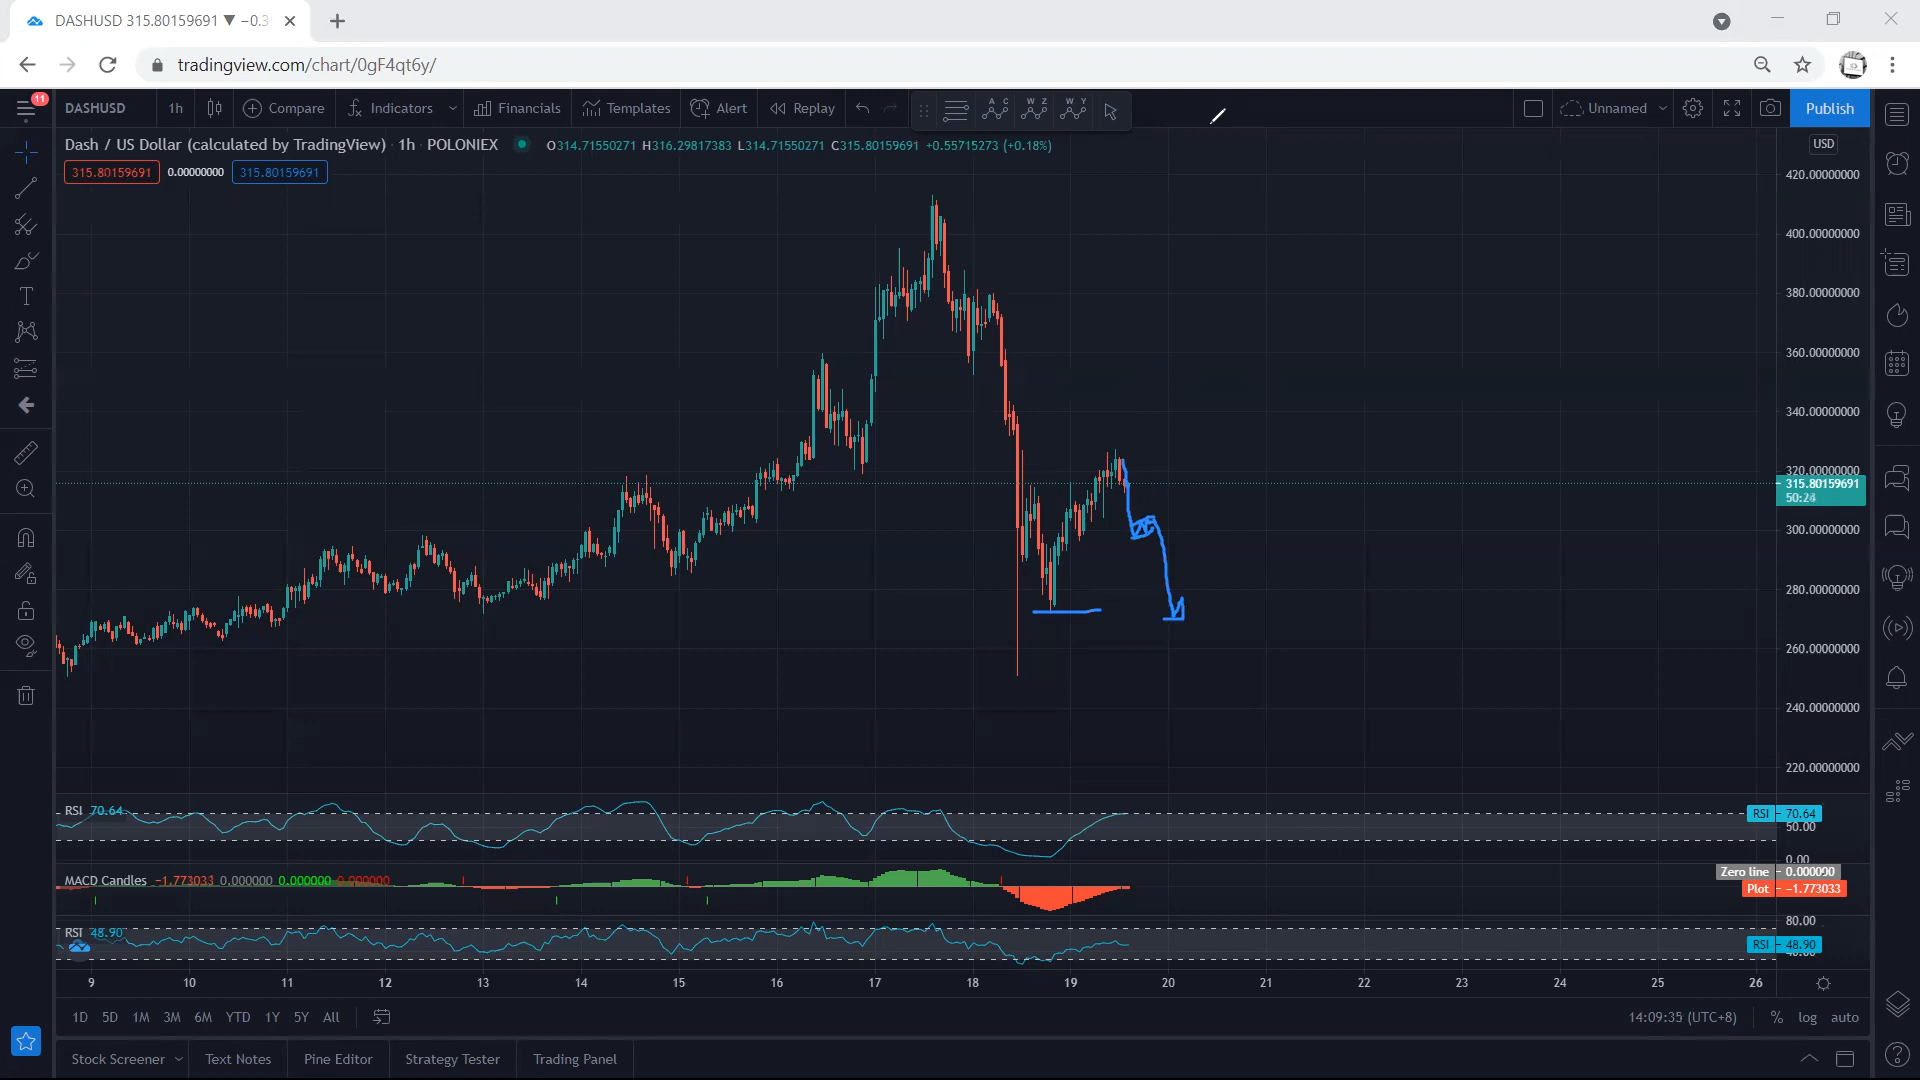 DASHUSD 315.80159691 ▼ −0.3
tradingview.com/chart/0gF4qt6y/
11 DASHUSD 1h Compare Indicators Financials Templates Alert Replay A C W Z W Y Unnamed Publish
Dash / US Dollar (calculated by TradingView) · 1h · POLONIEX O314.71550271 H316.29817383 L314.71550271 C315.80159691 +0.55715273 (+0.18%)
USD
315.80159691 0.00000000 315.80159691
420.00000000
400.00000000
380.00000000
360.00000000
340.00000000
320.00000000
315.80159691
50:24
300.00000000
280.00000000
260.00000000
240.00000000
220.00000000
RSI 70.64
RSI 70.64
50.00
0.00
MACD Candles −1.773033 0.000000 0.000000 0.000000
Zero line 0.000000
Plot −1.773033
80.00
RSI 48.90
RSI 48.90
9 10 11 12 13 14 15 16 17 18 19 20 21 22 23 24 25 26
1D 5D 1M 3M 6M YTD 1Y 5Y All 14:09:35 (UTC+8) % log auto
Stock Screener Text Notes Pine Editor Strategy Tester Trading Panel